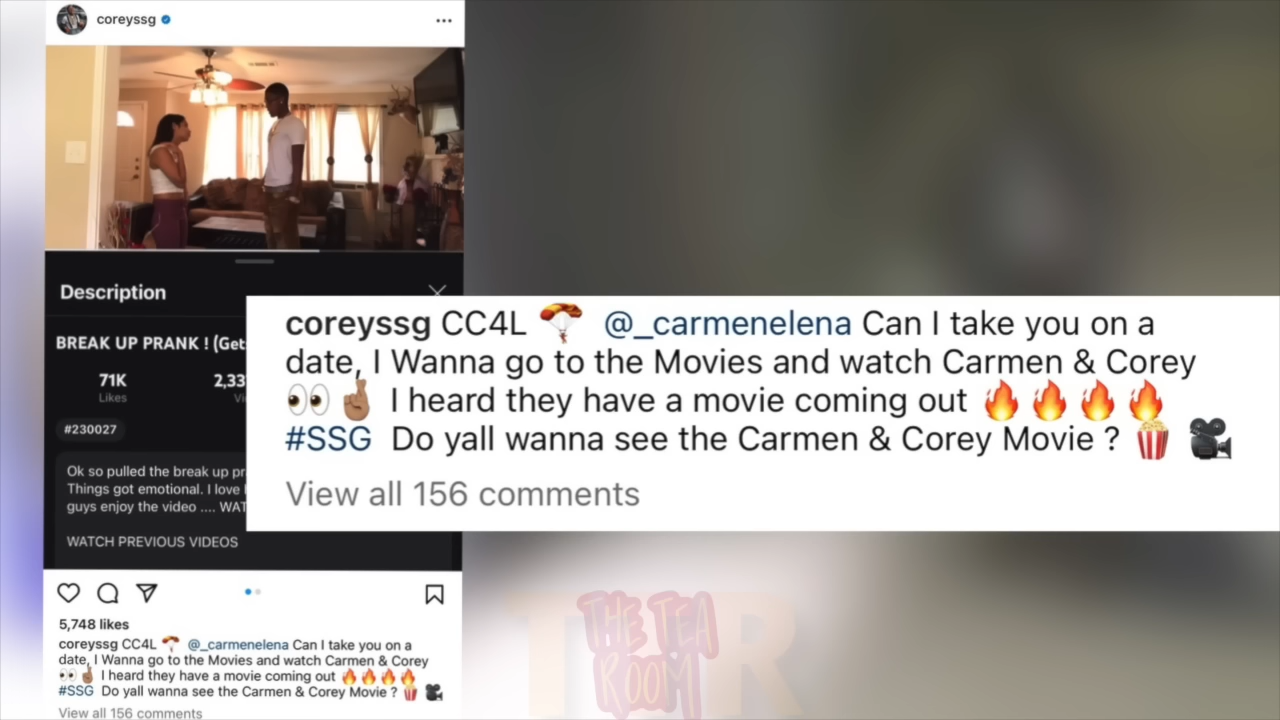 coreyssg
Description
BREAK UP PRANK ! (Get
71K
2,33
Likes
Vi
#230027
Ok so pulled the break up pr
Things got emotional. I love
guys enjoy the video .... WAT
WATCH PREVIOUS VIDEOS
coreyssg CC4L 🪂 @_carmenelena Can I take you on a
date, I Wanna go to the Movies and watch Carmen & Corey
👀🤞🏽 I heard they have a movie coming out 🔥🔥🔥🔥
#SSG Do yall wanna see the Carmen & Corey Movie ? 🍿 🎥
View all 156 comments
5,748 likes
coreyssg CC4L 🪂 @_carmenelena Can I take you on a
date, I Wanna go to the Movies and watch Carmen & Corey
👀🤞🏽 I heard they have a movie coming out 🔥🔥🔥🔥
#SSG Do yall wanna see the Carmen & Corey Movie ? 🍿 🎥
View all 156 comments
THE TEA
ROOM